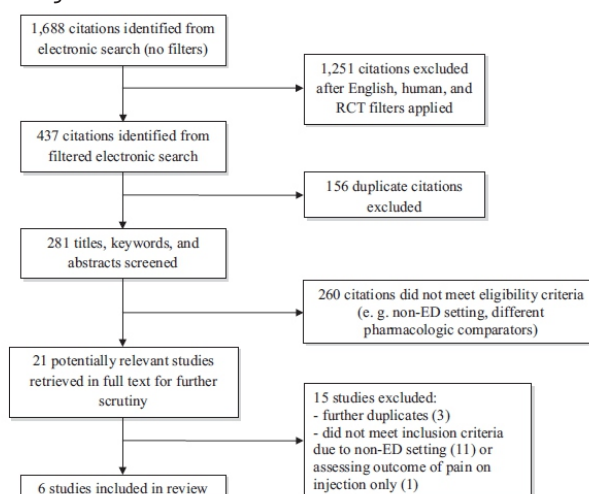 1,688 citations identified from
electronic search (no filters)
1,251 citations excluded
after English, human, and
RCT filters applied
437 citations identified from
filtered electronic search
156 duplicate citations
excluded
281 titles, keywords, and
abstracts screened
260 citations did not meet eligibility criteria
(e. g. non-ED setting, different
pharmacologic comparators)
21 potentially relevant studies
retrieved in full text for further
scrutiny
15 studies excluded:
- further duplicates (3)
- did not meet inclusion criteria
due to non-ED setting (11) or
assessing outcome of pain on
injection only (1)
6 studies included in review